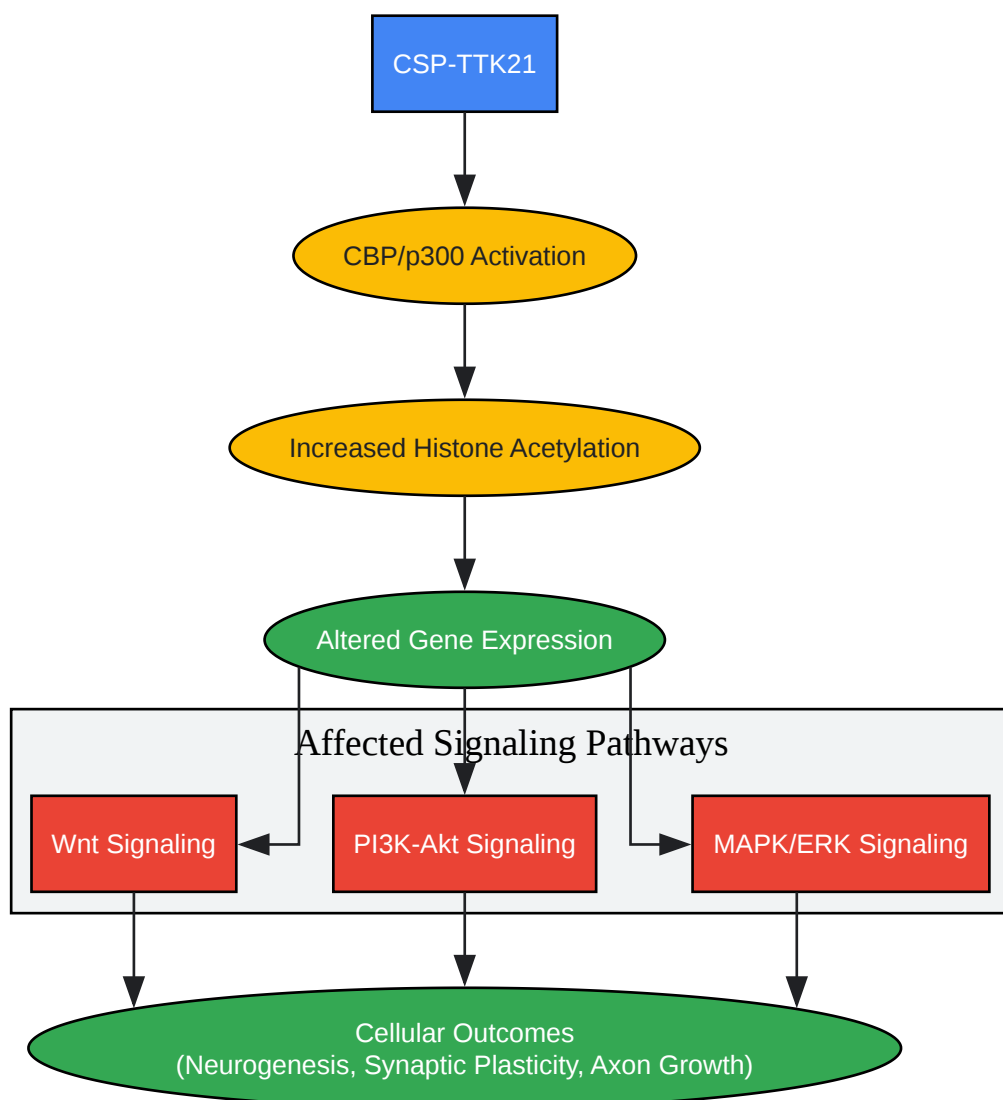 CSP-TTK21
CBP/p300 Activation
Increased Histone Acetylation
Altered Gene Expression
Affected Signaling Pathways
Wnt Signaling
PI3K-Akt Signaling
MAPK/ERK Signaling
Cellular Outcomes
(Neurogenesis, Synaptic Plasticity, Axon Growth)